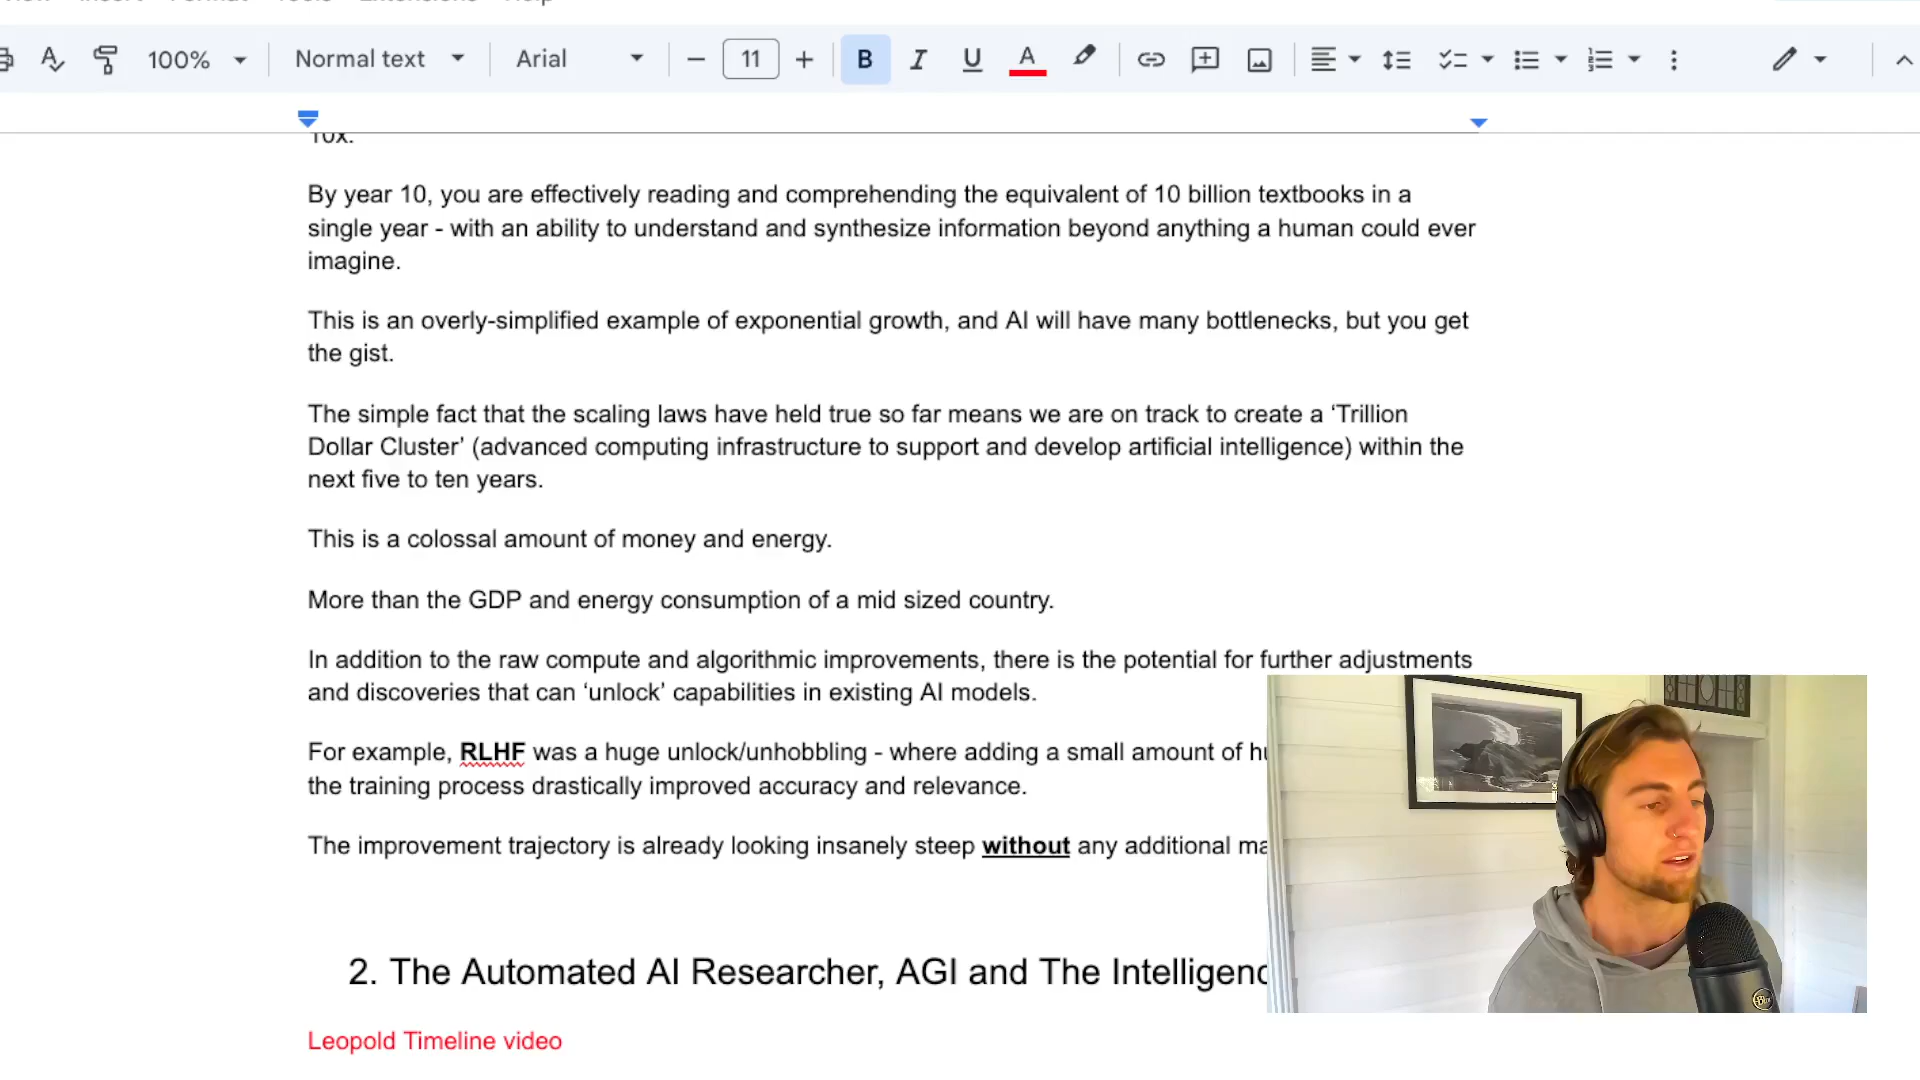 100%
Normal text
Arial
11
B
I
U
A
10x.
By year 10, you are effectively reading and comprehending the equivalent of 10 billion textbooks in a
single year - with an ability to understand and synthesize information beyond anything a human could ever
imagine.
This is an overly-simplified example of exponential growth, and AI will have many bottlenecks, but you get
the gist.
The simple fact that the scaling laws have held true so far means we are on track to create a ‘Trillion
Dollar Cluster’ (advanced computing infrastructure to support and develop artificial intelligence) within the
next five to ten years.
This is a colossal amount of money and energy.
More than the GDP and energy consumption of a mid sized country.
In addition to the raw compute and algorithmic improvements, there is the potential for further adjustments
and discoveries that can ‘unlock’ capabilities in existing AI models.
For example, RLHF was a huge unlock/unhobbling - where adding a small amount of
the training process drastically improved accuracy and relevance.
The improvement trajectory is already looking insanely steep without any additional
2. The Automated AI Researcher, AGI and The
Leopold Timeline video